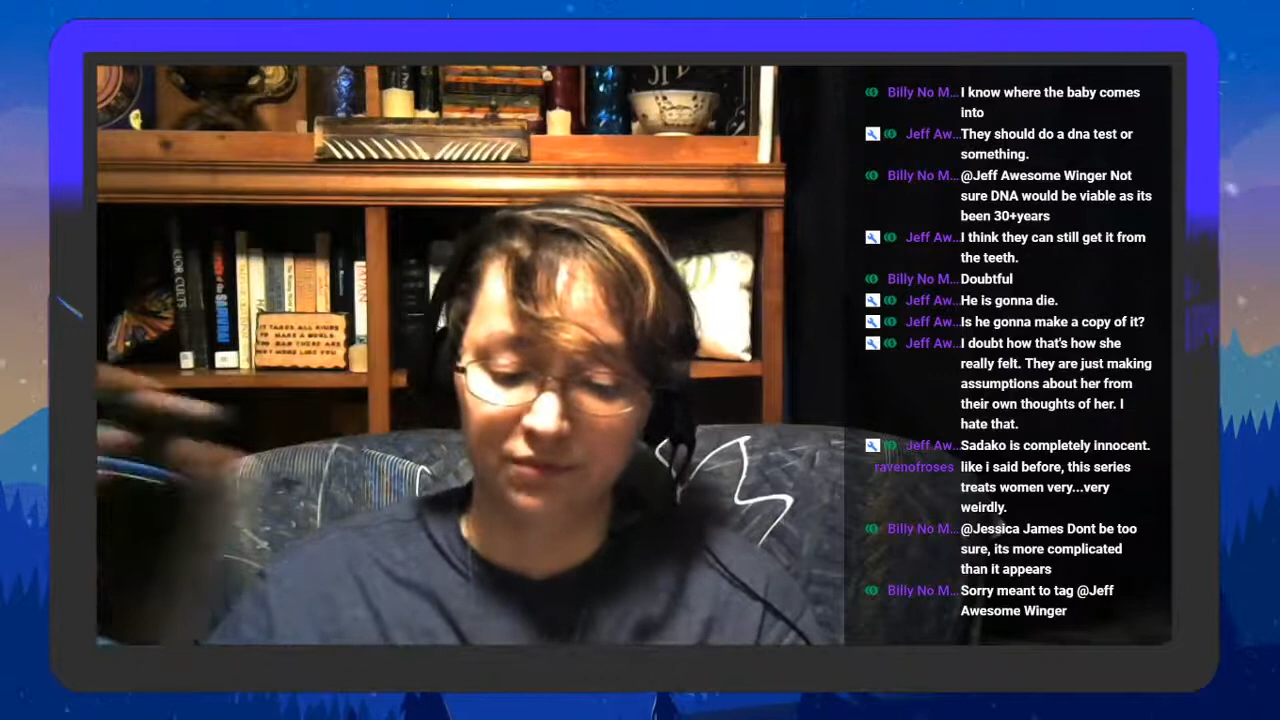 Billy No M... I know where the baby comes
into
Jeff Aw... They should do a dna test or
something.
Billy No M... @Jeff Awesome Winger Not
sure DNA would be viable as its
been 30+years
Jeff Aw... I think they can still get it from
the teeth.
Billy No M... Doubtful
Jeff Aw... He is gonna die.
Jeff Aw... Is he gonna make a copy of it?
Jeff Aw... I doubt how that's how she
really felt. They are just making
assumptions about her from
their own thoughts of her. I
hate that.
Jeff Aw... Sadako is completely innocent.
ravenofroses like i said before, this series
treats women very...very
weirdly.
Billy No M... @Jessica James Dont be too
sure, its more complicated
than it appears
Billy No M... Sorry meant to tag @Jeff
Awesome Winger
SAMURAI
IT TAKES ALL KINDS
TO MAKE A WORLD.
TOO BAD THERE ARE
NOT MORE LIKE YOU